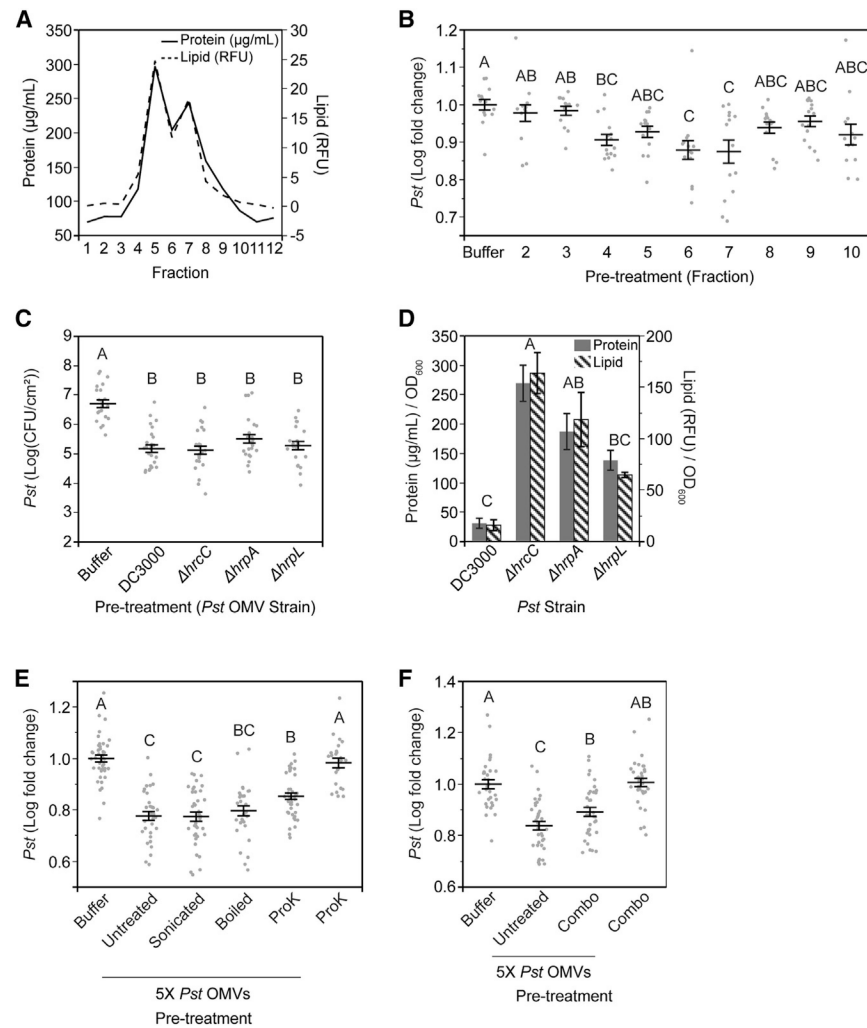 A
350
300
250
200
150
100
50
Protein (µg/mL)
Protein (µg/mL)
Lipid (RFU)
30
25
20
15
10
5
0
-5
Lipid (RFU)
1 2 3 4 5 6 7 8 9 10 11 12
Fraction
B
1.2
1.1
1.0
0.9
0.8
0.7
Pst (Log fold change)
A AB AB BC ABC C C ABC ABC ABC
Buffer 2 3 4 5 6 7 8 9 10
Pre-treatment (Fraction)
C
9
8
7
6
5
4
3
2
Pst (Log(CFU/cm²))
A B B B B
Buffer DC3000 ΔhrcC ΔhrpA ΔhrpL
Pre-treatment (Pst OMV Strain)
D
350
300
250
200
150
100
50
0
Protein (µg/mL) / OD₆₀₀
Protein
Lipid
C A AB BC
200
150
100
50
0
Lipid (RFU) / OD₆₀₀
DC3000 ΔhrcC ΔhrpA ΔhrpL
Pst Strain
E
1.2
1.0
0.8
0.6
Pst (Log fold change)
A C C BC B A
Buffer Untreated Sonicated Boiled ProK ProK
5X Pst OMVs
Pre-treatment
F
1.4
1.2
1.0
0.8
0.6
Pst (Log fold change)
A C B AB
Buffer Untreated Combo Combo
5X Pst OMVs
Pre-treatment